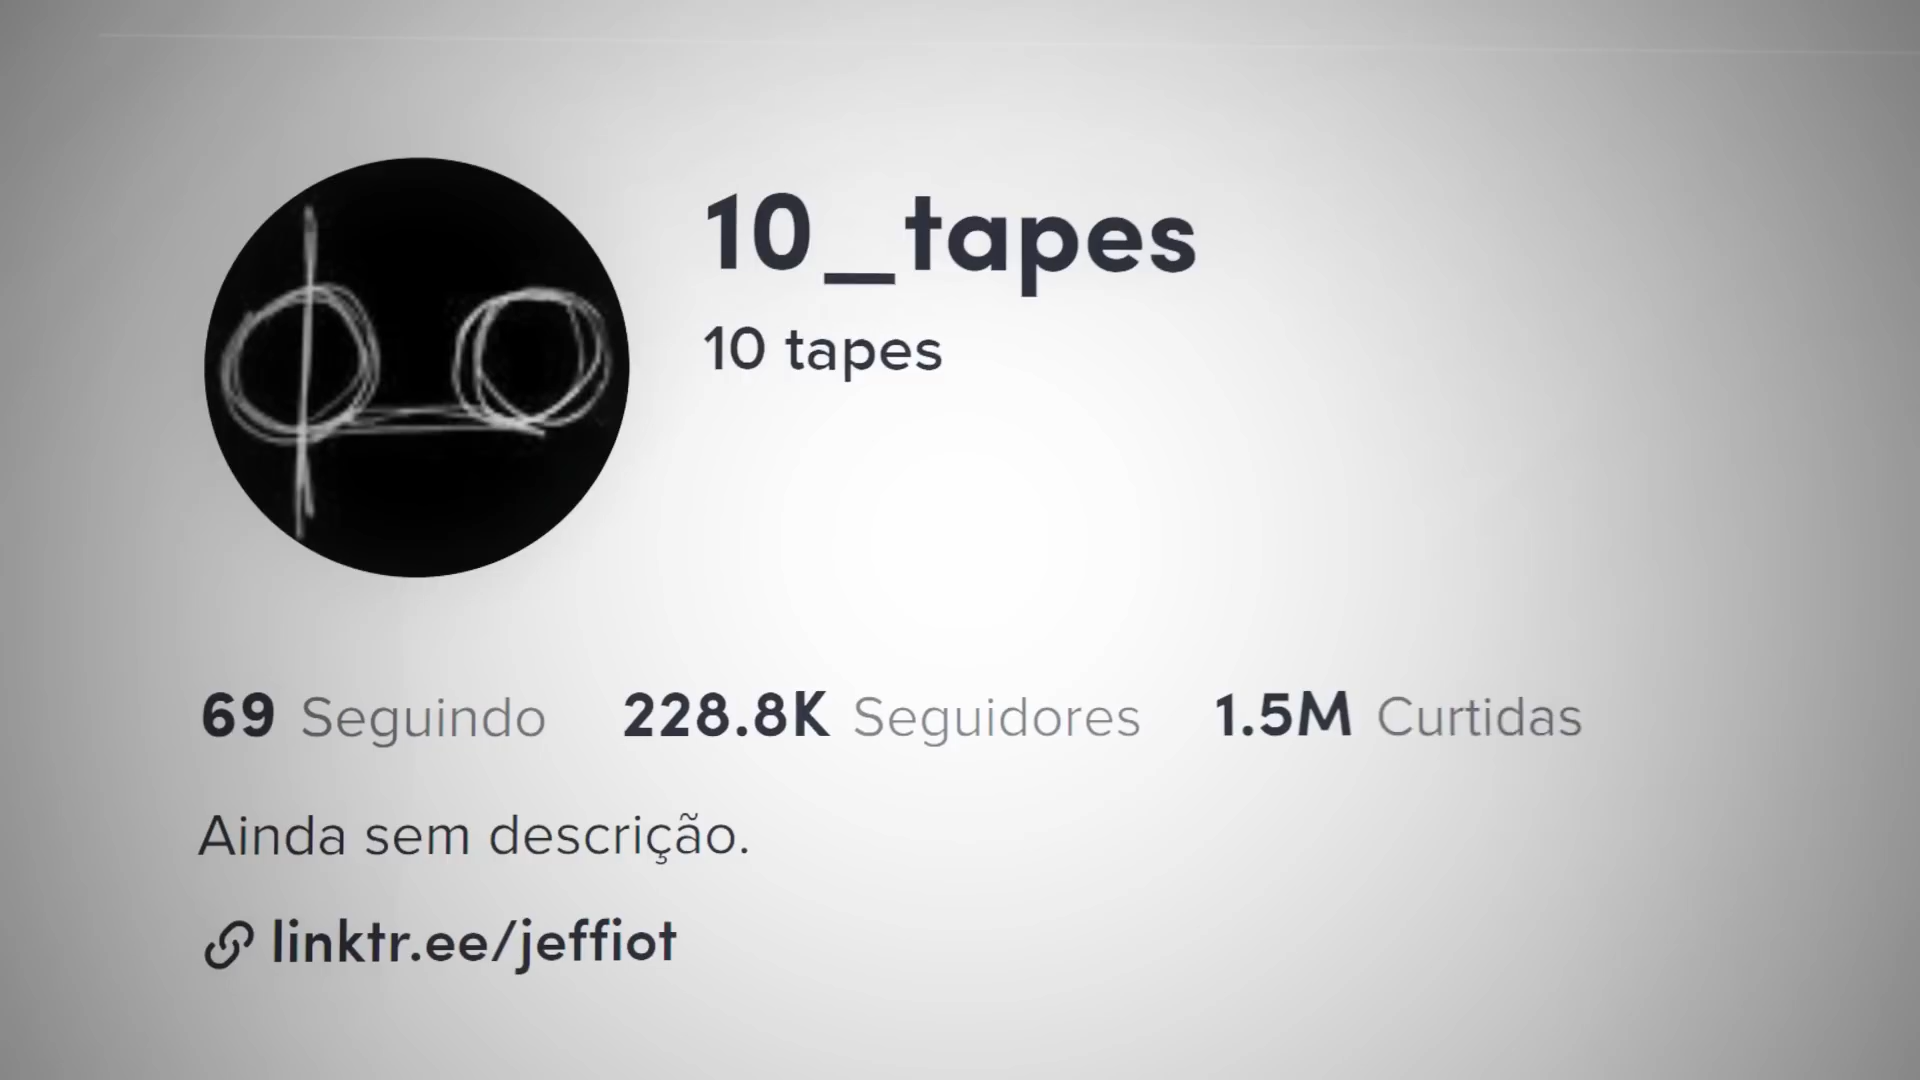 10_tapes
10 tapes
69 Seguindo 228.8K Seguidores 1.5M Curtidas
Ainda sem descrição.
linktr.ee/jeffiot